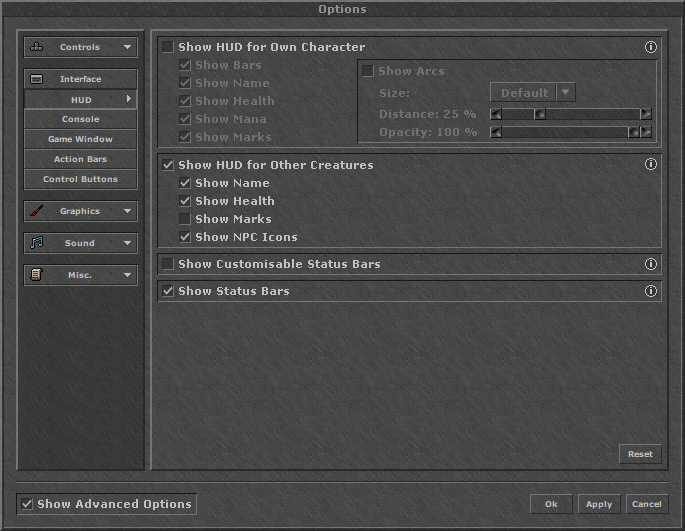 Options
Controls
Interface
HUD
Console
Game Window
Action Bars
Control Buttons
Graphics
Sound
Misc.
Show HUD for Own Character
Show Bars
Show Name
Show Health
Show Mana
Show Marks
Show Arcs
Size: Default
Distance: 25 %
Opacity: 100 %
Show HUD for Other Creatures
Show Name
Show Health
Show Marks
Show NPC Icons
Show Customisable Status Bars
Show Status Bars
Reset
Show Advanced Options
Ok Apply Cancel